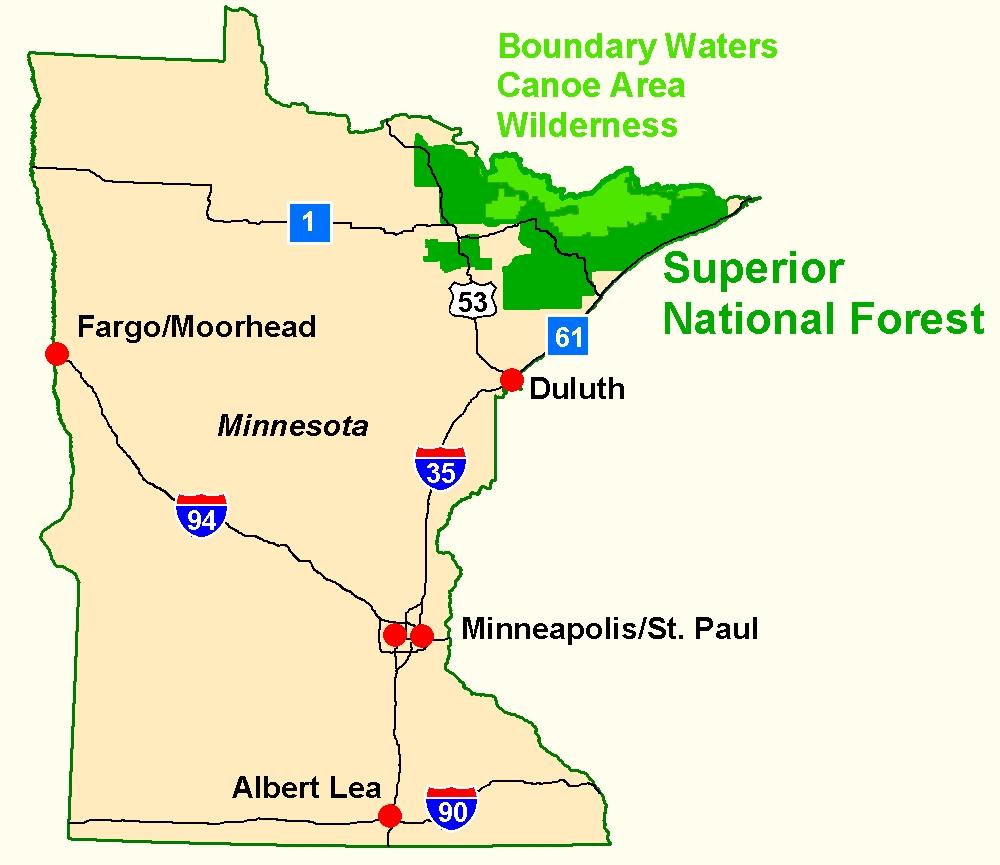 Boundary Waters
Canoe Area
Wilderness
1
Superior
National Forest
53
Fargo/Moorhead
61
Duluth
Minnesota
35
94
Minneapolis/St. Paul
Albert Lea
90